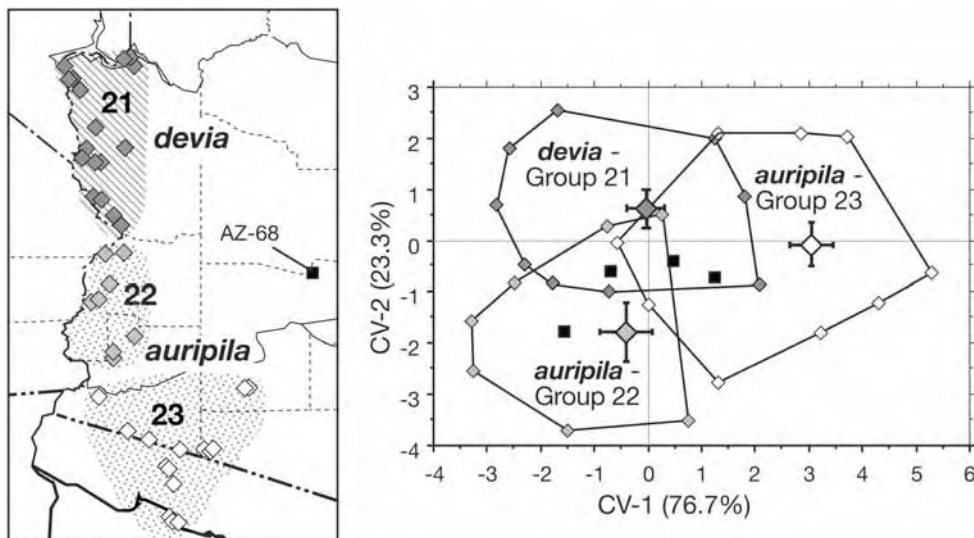 21
devia
AZ-68
22
auripila
23
3
2
1
0
-1
-2
-3
-4
CV-2 (23.3%)
devia -
Group 21
auripila -
Group 23
auripila -
Group 22
-4 -3 -2 -1 0 1 2 3 4 5 6
CV-1 (76.7%)